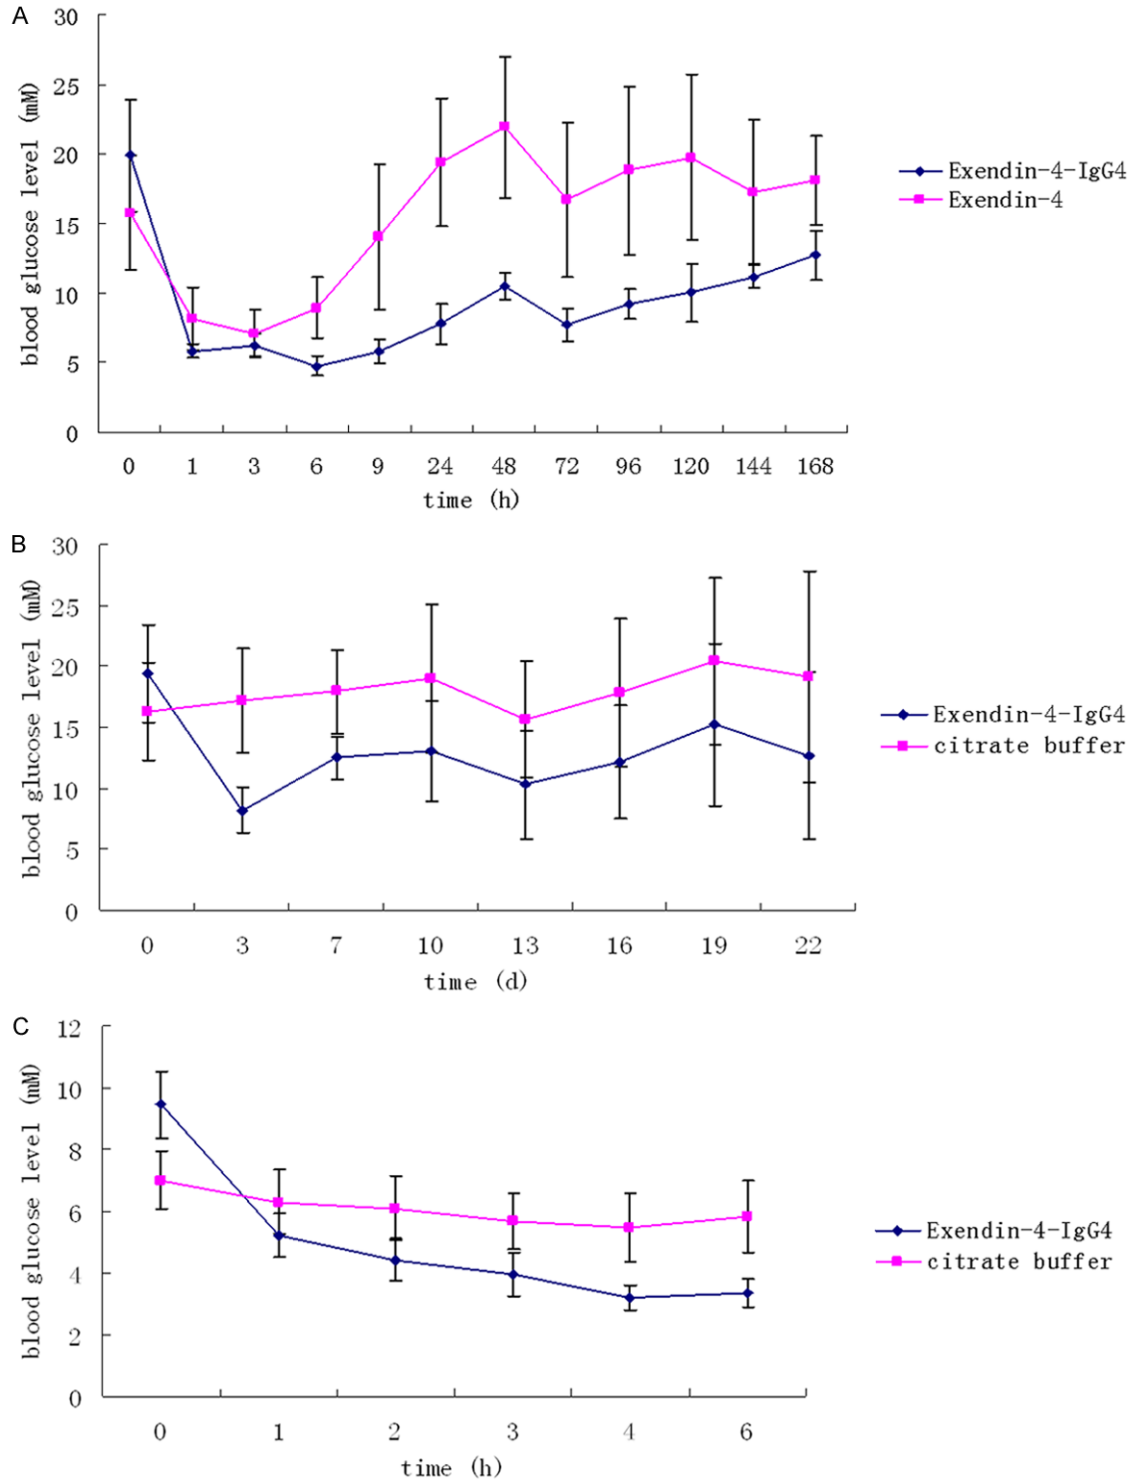 A
30
25
20
15
10
5
0
blood glucose level (mM)
0 1 3 6 9 24 48 72 96 120 144 168
time (h)
Exendin-4-IgG4
Exendin-4
B
30
25
20
15
10
5
0
blood glucose level (mM)
0 3 7 10 13 16 19 22
time (d)
Exendin-4-IgG4
citrate buffer
C
12
10
8
6
4
2
0
blood glucose level (mM)
0 1 2 3 4 6
time (h)
Exendin-4-IgG4
citrate buffer